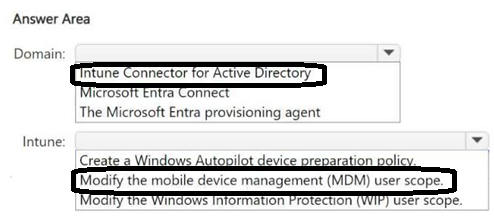 Answer Area
Domain:
Intune Connector for Active Directory
Microsoft Entra Connect
The Microsoft Entra provisioning agent
Intune:
Create a Windows Autopilot device preparation policy.
Modify the mobile device management (MDM) user scope.
Modify the Windows Information Protection (WIP) user scope.